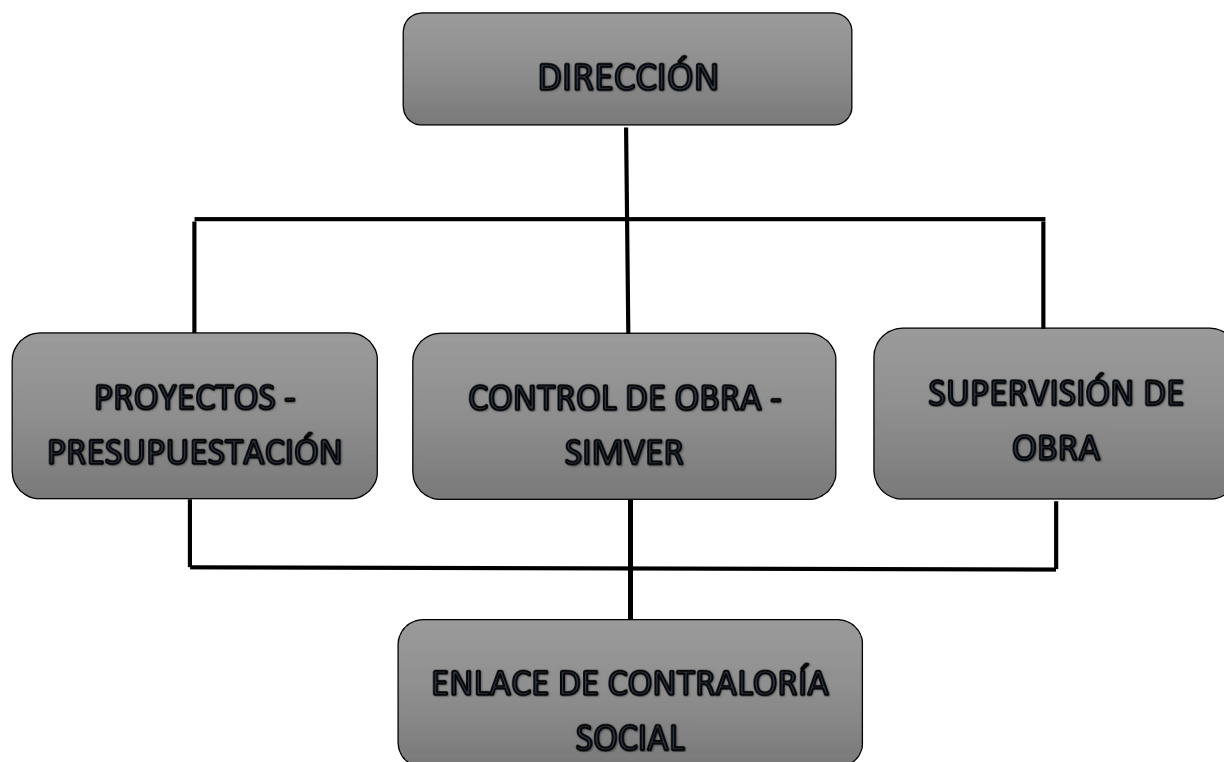 DIRECCIÓN
PROYECTOS -
PRESUPUESTACIÓN
CONTROL DE OBRA -
SIMVER
SUPERVISIÓN DE
OBRA
ENLACE DE CONTRALORÍA
SOCIAL